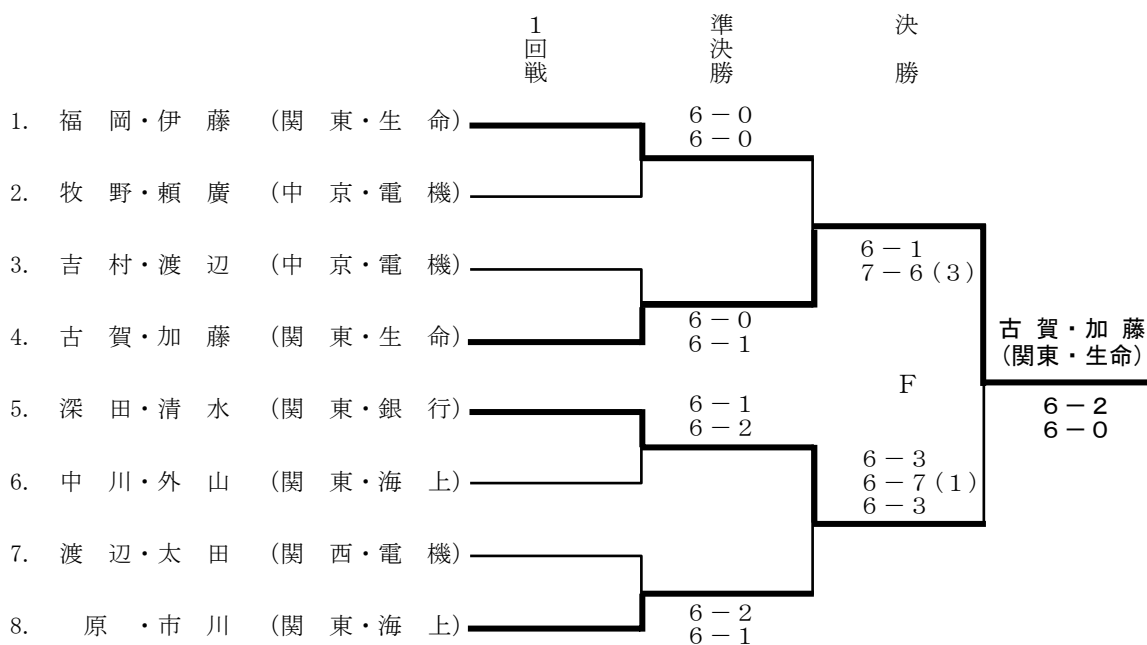 1回戦
準決勝
決勝
1. 福岡・伊藤 (関東・生命)
6－0
6－0
2. 牧野・頼廣 (中京・電機)
3. 吉村・渡辺 (中京・電機)
6－1
7－6(3)
4. 古賀・加藤 (関東・生命)
6－0
6－1
古賀・加藤
(関東・生命)
F
5. 深田・清水 (関東・銀行)
6－1
6－2
6－2
6－0
6. 中川・外山 (関東・海上)
6－3
6－7(1)
6－3
7. 渡辺・太田 (関西・電機)
8. 原・市川 (関東・海上)
6－2
6－1